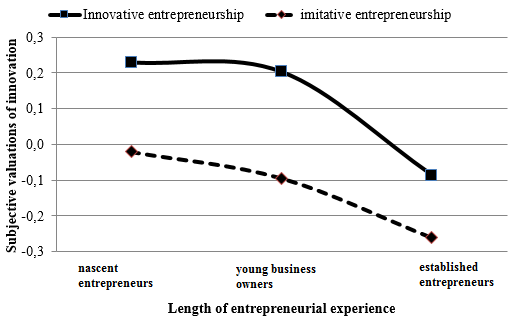 Innovative entrepreneurship
imitative entrepreneurship
Subjective valuations of innovation
0,3
0,2
0,1
0,0
-0,1
-0,2
-0,3
nascent
entrepreneurs
young business
owners
established
entrepreneurs
Length of entrepreneurial experience